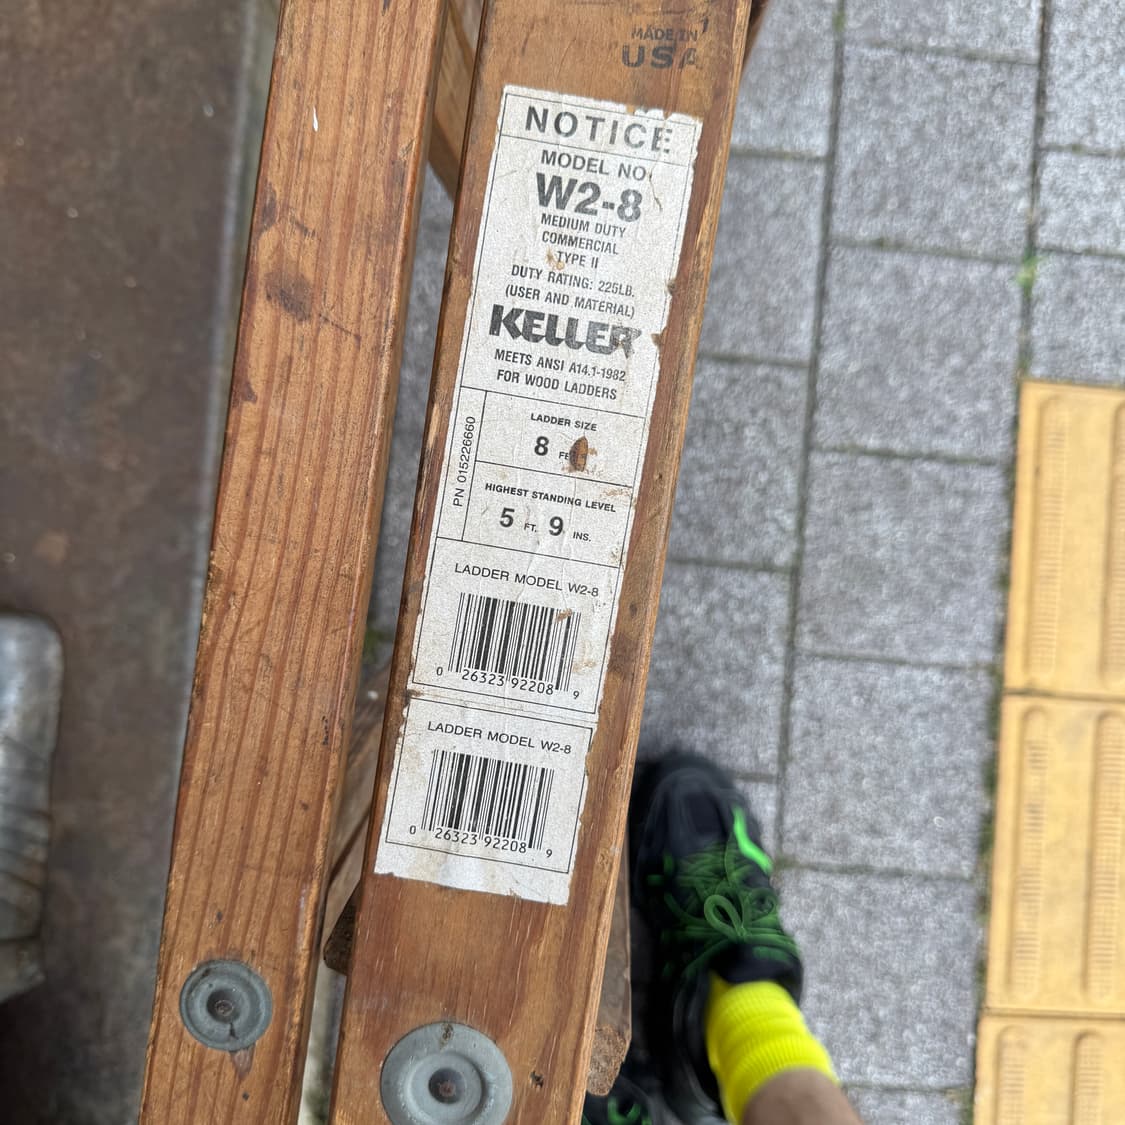 MADE IN
USA
NOTICE
MODEL NO
W2-8
MEDIUM DUTY
COMMERCIAL
TYPE II
DUTY RATING: 225LB.
(USER AND MATERIAL)
KELLER
MEETS ANSI A14.1-1982
FOR WOOD LADDERS
PN 015226660
LADDER SIZE
8
HIGHEST STANDING LEVEL
5 FT. 9 INS.
LADDER MODEL W2-8
0 26323 92208 9
LADDER MODEL W2-8
0 26323 92208 9